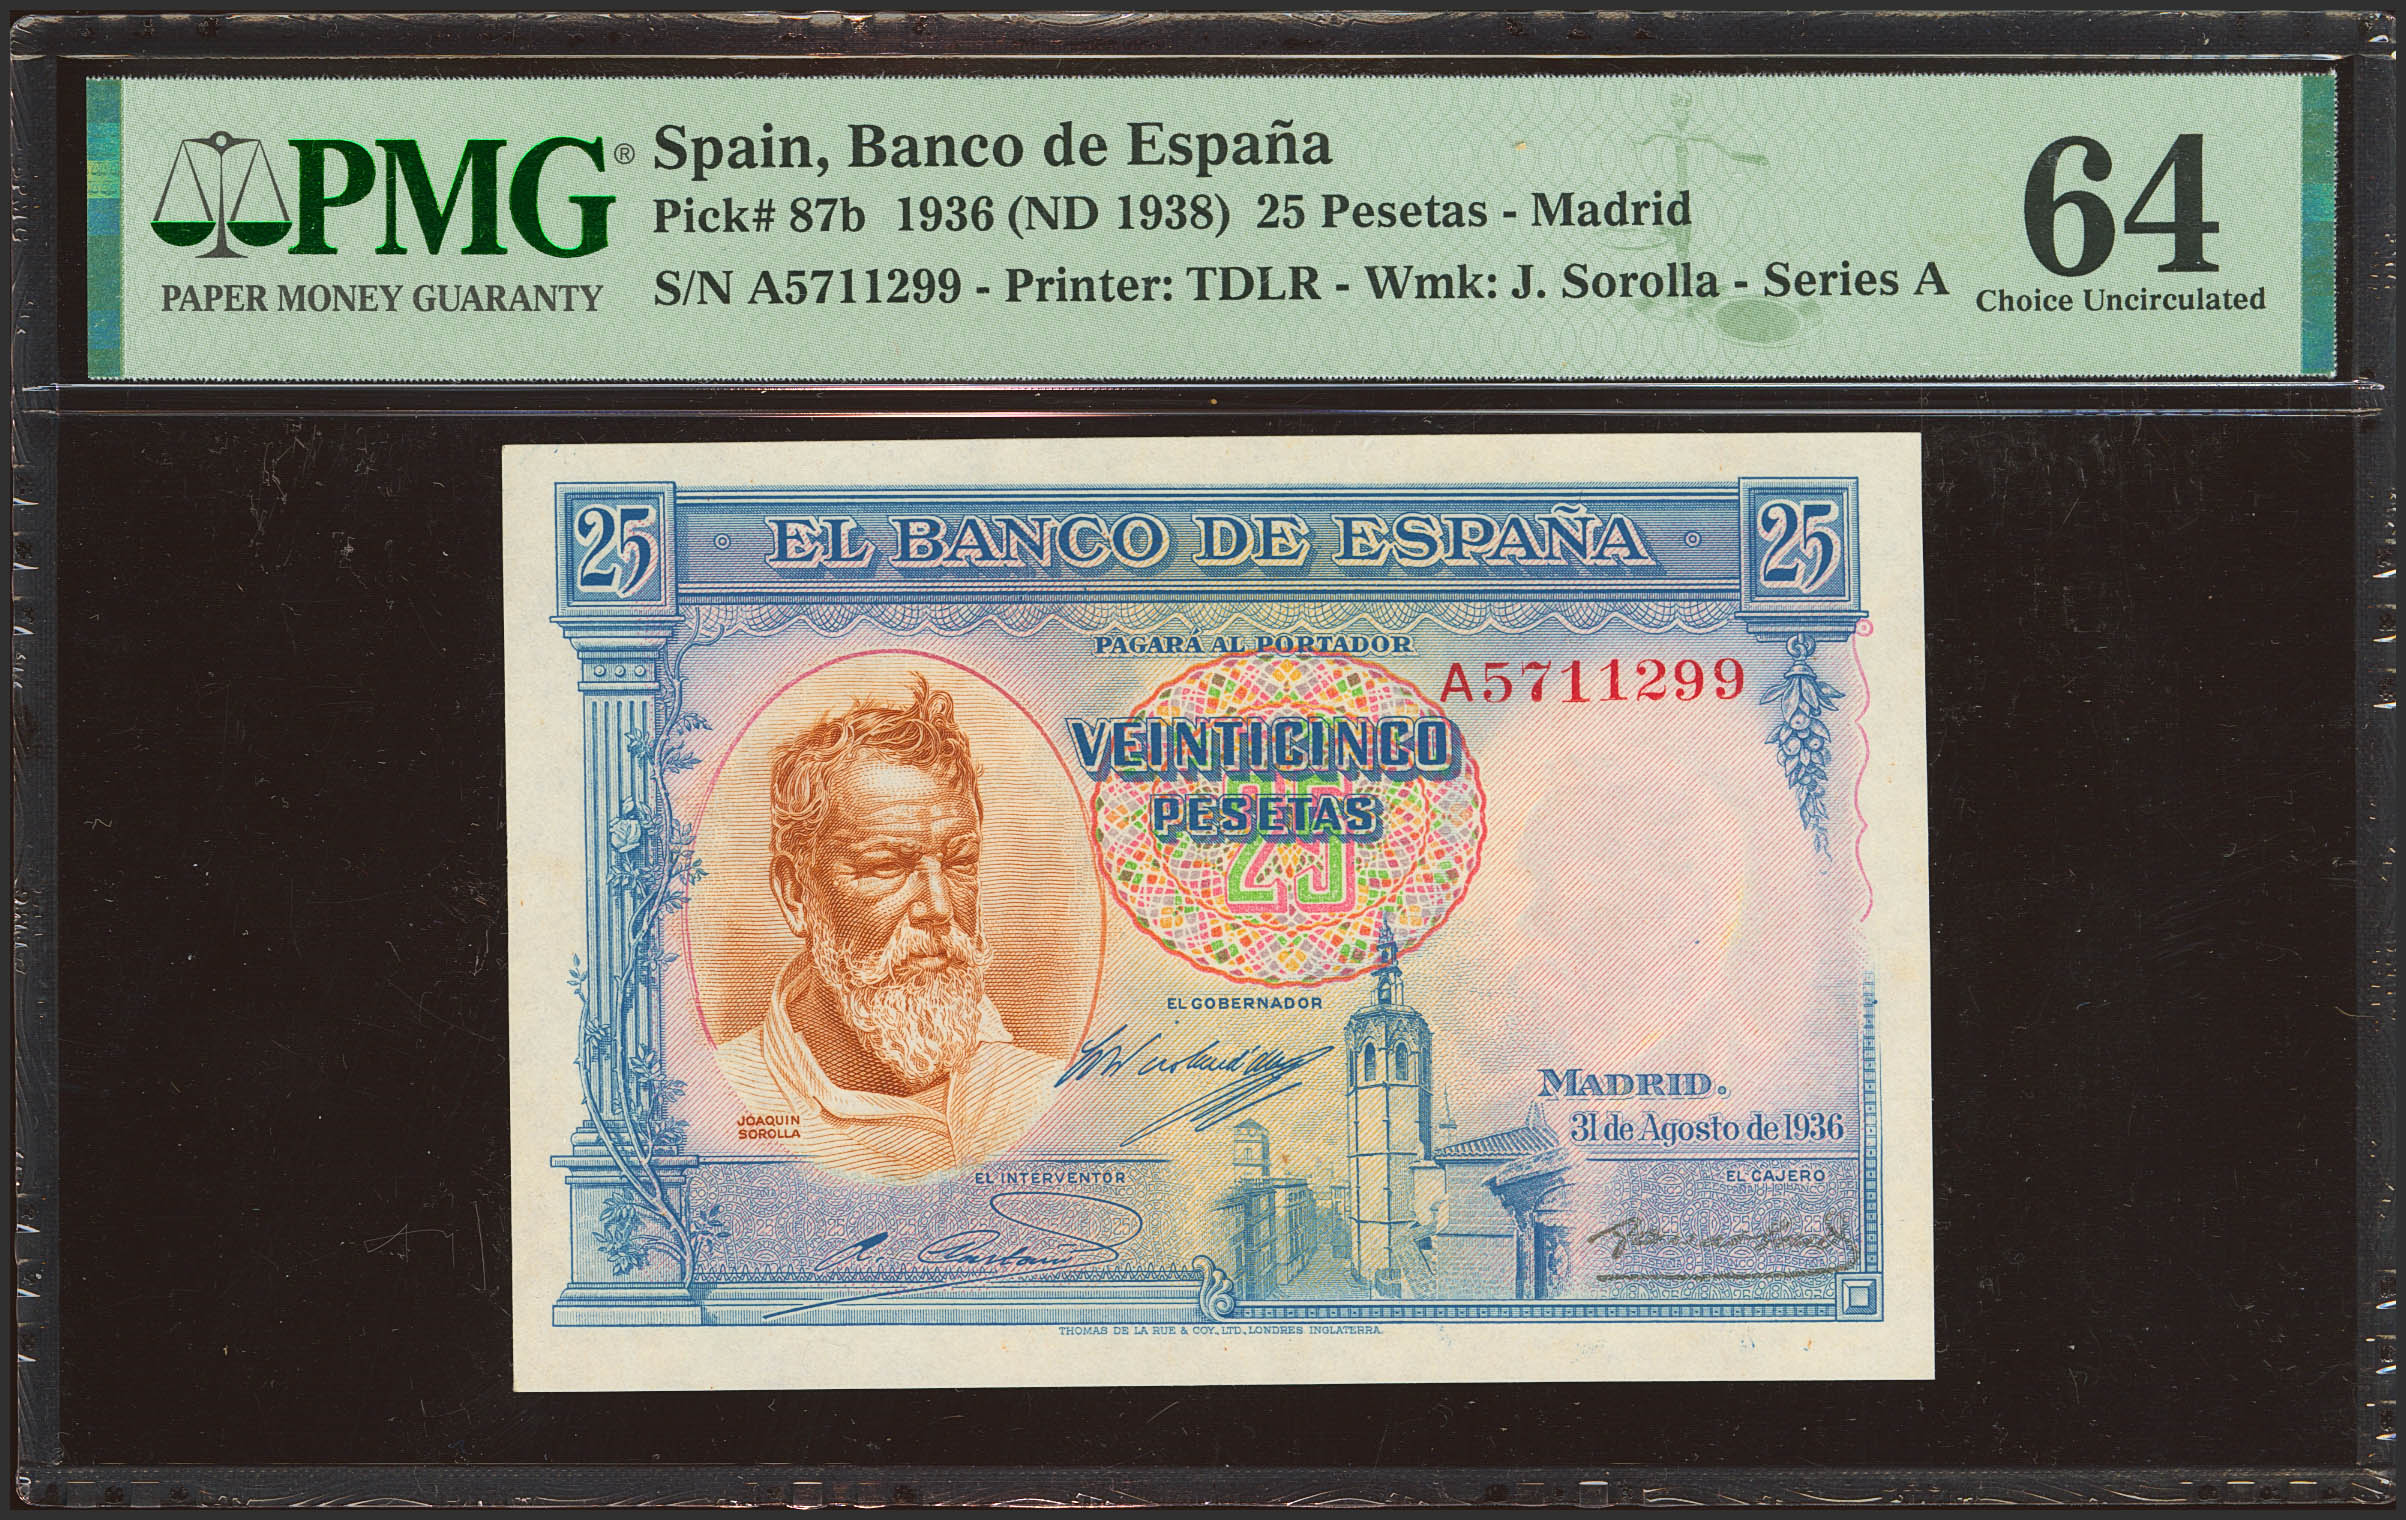 PMG®
PAPER MONEY GUARANTY
Spain, Banco de España
Pick# 87b 1936 (ND 1938) 25 Pesetas - Madrid
S/N A5711299 - Printer: TDLR - Wmk: J. Sorolla - Series A
64
Choice Uncirculated
25 EL BANCO DE ESPAÑA 25
PAGARÁ AL PORTADOR
A5711299
VEINTICINCO
PESETAS
25
EL GOBERNADOR
MADRID.
31 de Agosto de 1936
JOAQUIN
SOROLLA
EL INTERVENTOR
EL CAJERO
THOMAS DE LA RUE & COY., LTD., LONDRES INGLATERRA.